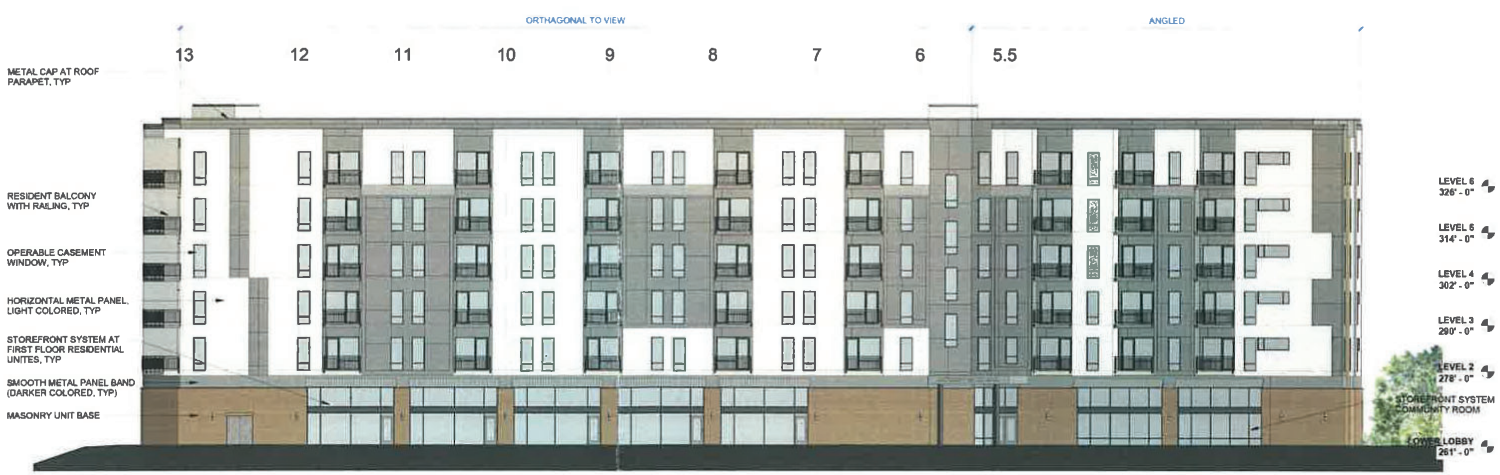 ORTHAGONAL TO VIEW
ANGLED
13
12
11
10
9
8
7
6
5.5
METAL CAP AT ROOF
PARAPET, TYP
RESIDENT BALCONY
WITH RAILING, TYP
OPERABLE CASEMENT
WINDOW, TYP
HORIZONTAL METAL PANEL,
LIGHT COLORED, TYP
STOREFRONT SYSTEM AT
FIRST FLOOR RESIDENTIAL
UNITES, TYP
SMOOTH METAL PANEL BAND
(DARKER COLORED, TYP)
MASONRY UNIT BASE
LEVEL 6
326' - 0"
LEVEL 5
314' - 0"
LEVEL 4
302' - 0"
LEVEL 3
290' - 0"
LEVEL 2
278' - 0"
STOREFRONT SYSTEM
COMMUNITY ROOM
LOWER LOBBY
261' - 0"